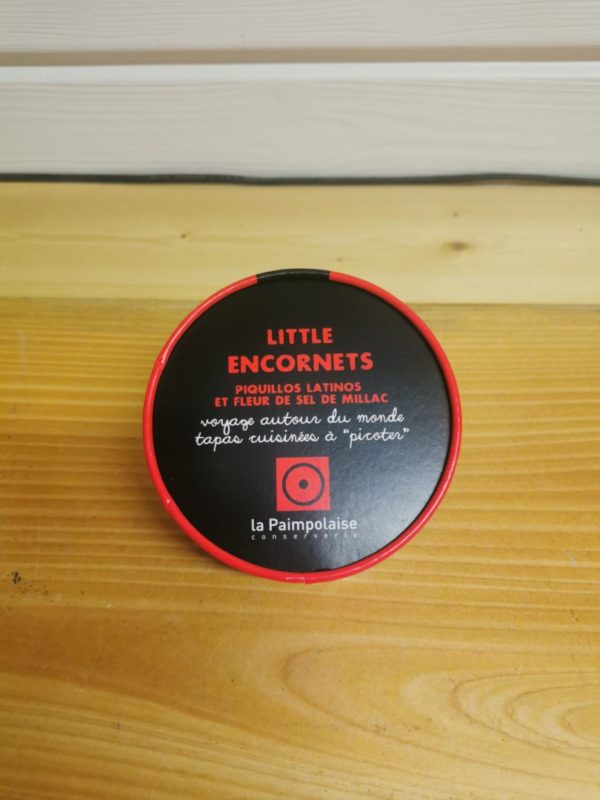 LITTLE
ENCORNETS
PIQUILLOS LATINOS
ET FLEUR DE SEL DE MILLAC
voyage autour du monde
tapas cuisinées à "picoter"
la Paimpolaise
conserverie